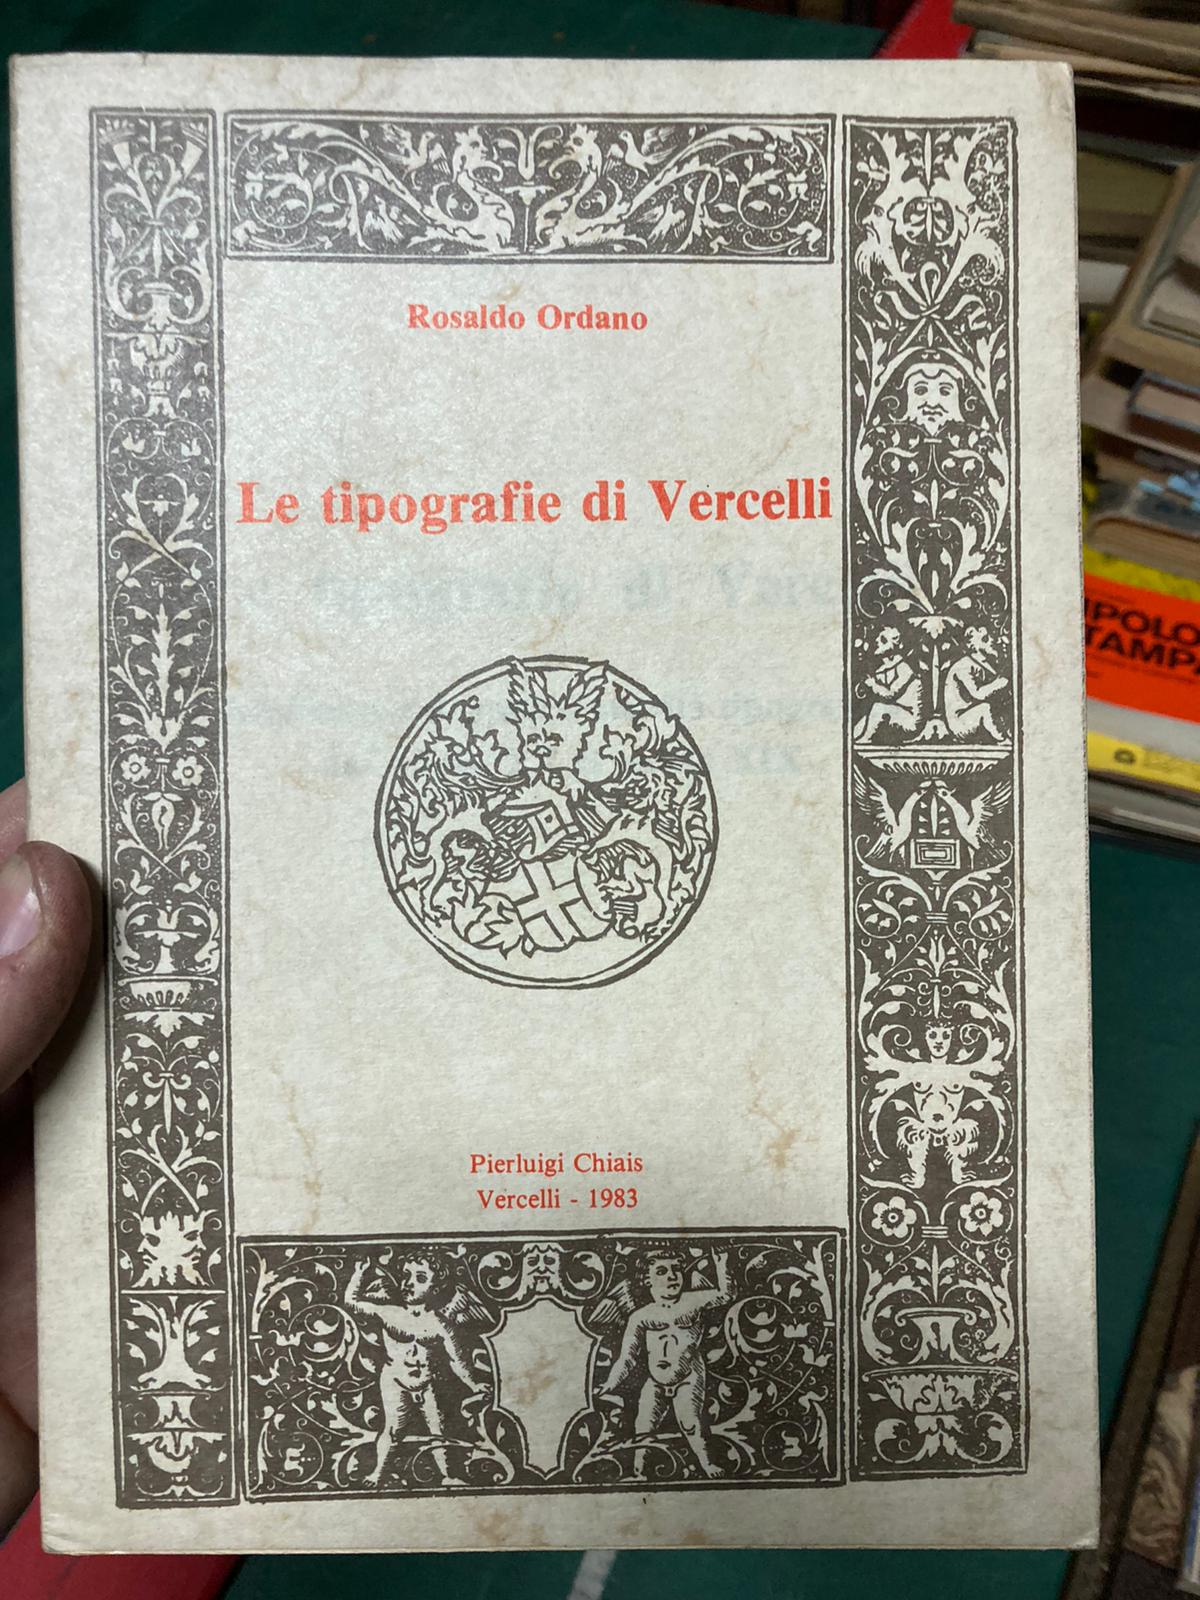 Rosaldo Ordano
Le tipografie di Vercelli
Pierluigi Chiais
Vercelli - 1983